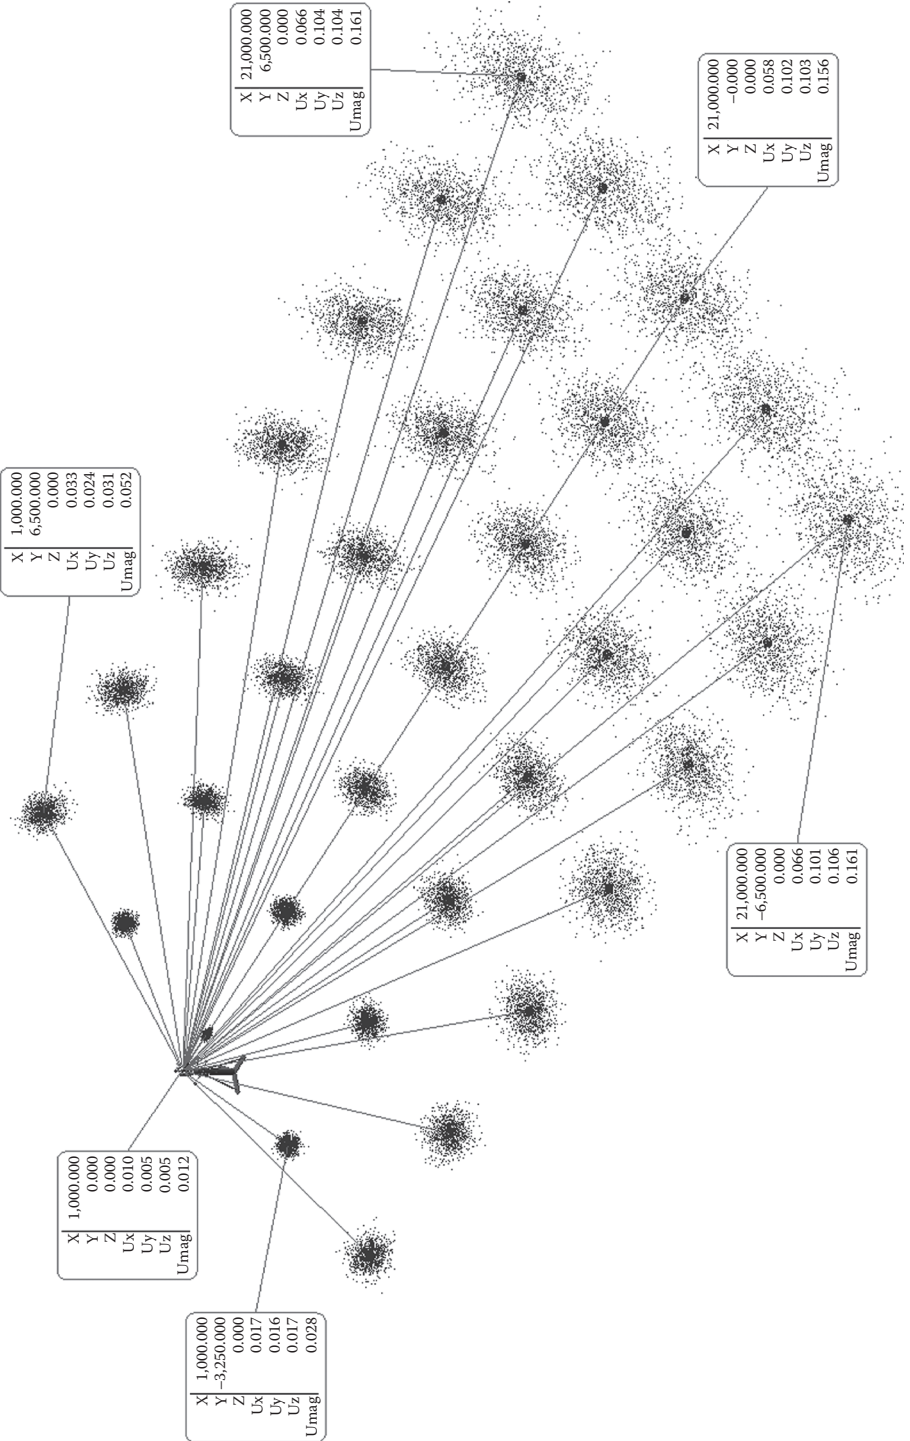 X 21,000.000
Y 6,500.000
Z 0.000
Ux 0.066
Uy 0.104
Uz 0.104
Umag 0.161
X 21,000.000
Y −0.000
Z 0.000
Ux 0.058
Uy 0.102
Uz 0.103
Umag 0.156
X 1,000.000
Y 6,500.000
Z 0.000
Ux 0.033
Uy 0.024
Uz 0.031
Umag 0.052
X 21,000.000
Y −6,500.000
Z 0.000
Ux 0.066
Uy 0.101
Uz 0.106
Umag 0.161
X 1,000.000
Y 0.000
Z 0.000
Ux 0.010
Uy 0.005
Uz 0.005
Umag 0.012
X 1,000.000
Y −3,250.000
Z 0.000
Ux 0.017
Uy 0.016
Uz 0.017
Umag 0.028